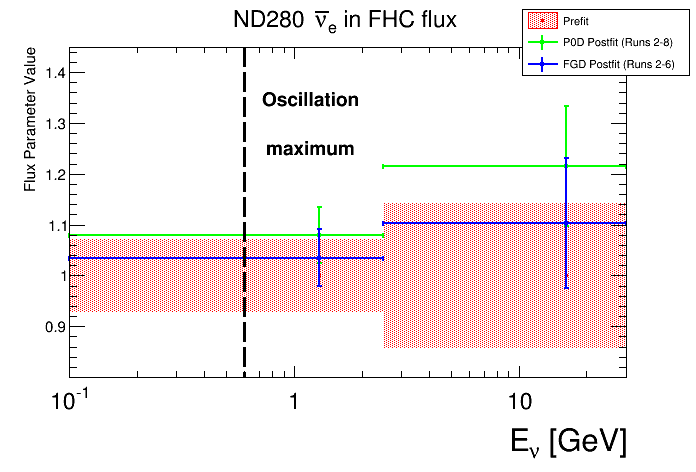 ND280 ν̅e in FHC flux
Prefit
P0D Postfit (Runs 2-8)
FGD Postfit (Runs 2-6)
Flux Parameter Value
1.4
1.3
1.2
1.1
1
0.9
Oscillation
maximum
10⁻¹
1
10
Eν [GeV]